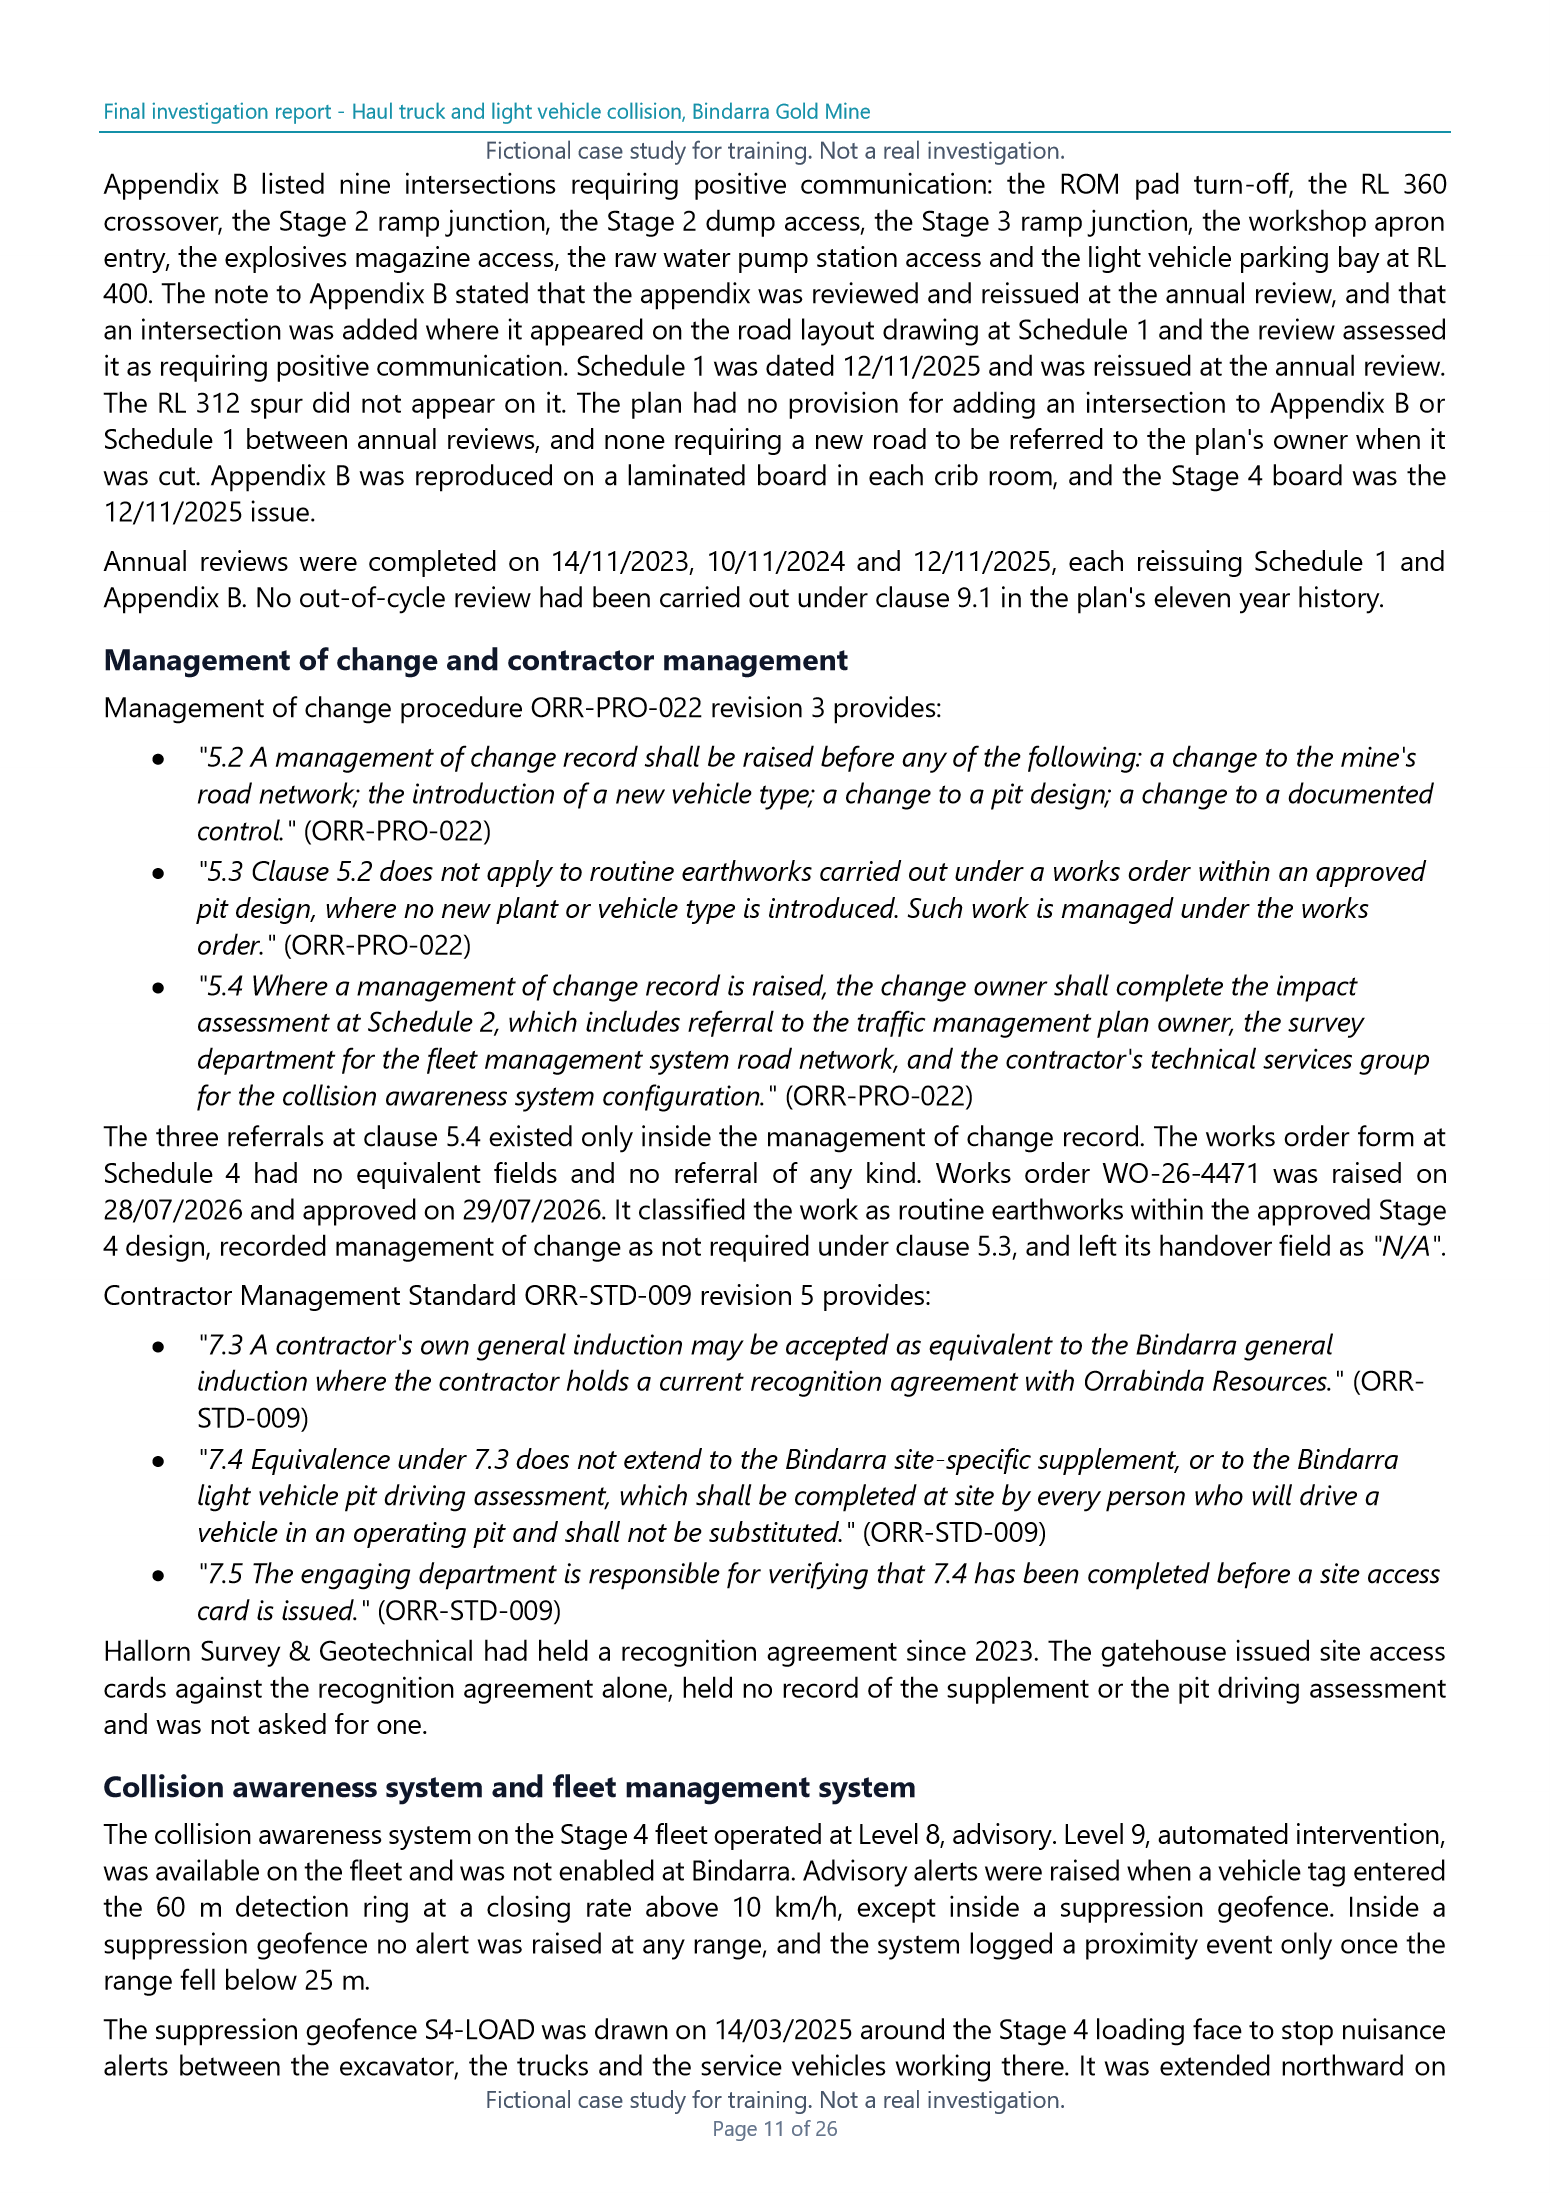 Final investigation report - Haul truck and light vehicle collision, Bindarra Gold Mine
Fictional case study for training. Not a real investigation.
Appendix B listed nine intersections requiring positive communication: the ROM pad turn-off, the RL 360
crossover, the Stage 2 ramp junction, the Stage 2 dump access, the Stage 3 ramp junction, the workshop apron
entry, the explosives magazine access, the raw water pump station access and the light vehicle parking bay at RL
400. The note to Appendix B stated that the appendix was reviewed and reissued at the annual review, and that
an intersection was added where it appeared on the road layout drawing at Schedule 1 and the review assessed
it as requiring positive communication. Schedule 1 was dated 12/11/2025 and was reissued at the annual review.
The RL 312 spur did not appear on it. The plan had no provision for adding an intersection to Appendix B or
Schedule 1 between annual reviews, and none requiring a new road to be referred to the plan's owner when it
was cut. Appendix B was reproduced on a laminated board in each crib room, and the Stage 4 board was the
12/11/2025 issue.
Annual reviews were completed on 14/11/2023, 10/11/2024 and 12/11/2025, each reissuing Schedule 1 and
Appendix B. No out-of-cycle review had been carried out under clause 9.1 in the plan's eleven year history.
Management of change and contractor management
Management of change procedure ORR-PRO-022 revision 3 provides:
● "5.2 A management of change record shall be raised before any of the following: a change to the mine's
road network; the introduction of a new vehicle type; a change to a pit design; a change to a documented
control." (ORR-PRO-022)
● "5.3 Clause 5.2 does not apply to routine earthworks carried out under a works order within an approved
pit design, where no new plant or vehicle type is introduced. Such work is managed under the works
order." (ORR-PRO-022)
● "5.4 Where a management of change record is raised, the change owner shall complete the impact
assessment at Schedule 2, which includes referral to the traffic management plan owner, the survey
department for the fleet management system road network, and the contractor's technical services group
for the collision awareness system configuration." (ORR-PRO-022)
The three referrals at clause 5.4 existed only inside the management of change record. The works order form at
Schedule 4 had no equivalent fields and no referral of any kind. Works order WO-26-4471 was raised on
28/07/2026 and approved on 29/07/2026. It classified the work as routine earthworks within the approved Stage
4 design, recorded management of change as not required under clause 5.3, and left its handover field as "N/A".
Contractor Management Standard ORR-STD-009 revision 5 provides:
● "7.3 A contractor's own general induction may be accepted as equivalent to the Bindarra general
induction where the contractor holds a current recognition agreement with Orrabinda Resources." (ORR-
STD-009)
● "7.4 Equivalence under 7.3 does not extend to the Bindarra site-specific supplement, or to the Bindarra
light vehicle pit driving assessment, which shall be completed at site by every person who will drive a
vehicle in an operating pit and shall not be substituted." (ORR-STD-009)
● "7.5 The engaging department is responsible for verifying that 7.4 has been completed before a site access
card is issued." (ORR-STD-009)
Hallorn Survey & Geotechnical had held a recognition agreement since 2023. The gatehouse issued site access
cards against the recognition agreement alone, held no record of the supplement or the pit driving assessment
and was not asked for one.
Collision awareness system and fleet management system
The collision awareness system on the Stage 4 fleet operated at Level 8, advisory. Level 9, automated intervention,
was available on the fleet and was not enabled at Bindarra. Advisory alerts were raised when a vehicle tag entered
the 60 m detection ring at a closing rate above 10 km/h, except inside a suppression geofence. Inside a
suppression geofence no alert was raised at any range, and the system logged a proximity event only once the
range fell below 25 m.
The suppression geofence S4-LOAD was drawn on 14/03/2025 around the Stage 4 loading face to stop nuisance
alerts between the excavator, the trucks and the service vehicles working there. It was extended northward on
Fictional case study for training. Not a real investigation.
Page 11 of 26